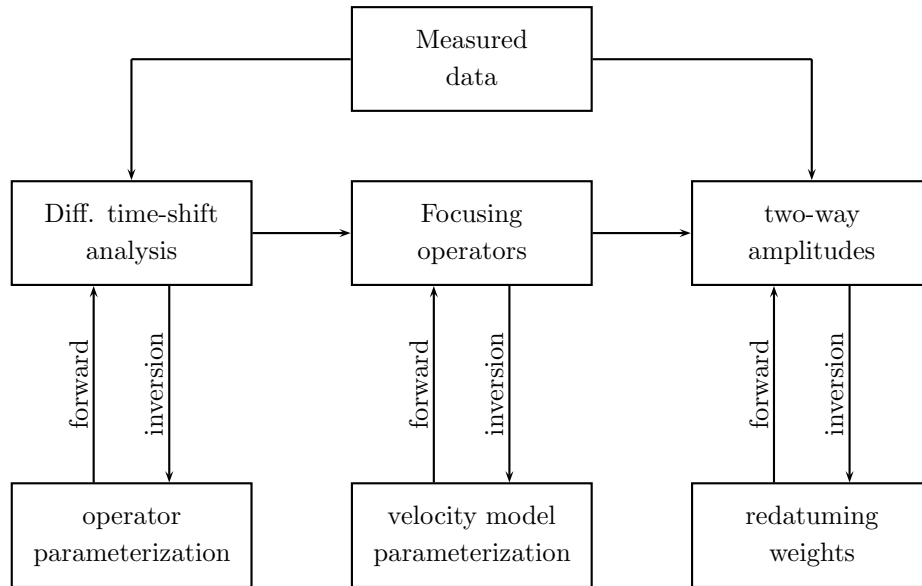 Measured
data
Diff. time-shift
analysis
Focusing
operators
two-way
amplitudes
forward
inversion
forward
inversion
forward
inversion
operator
parameterization
velocity model
parameterization
redatuming
weights